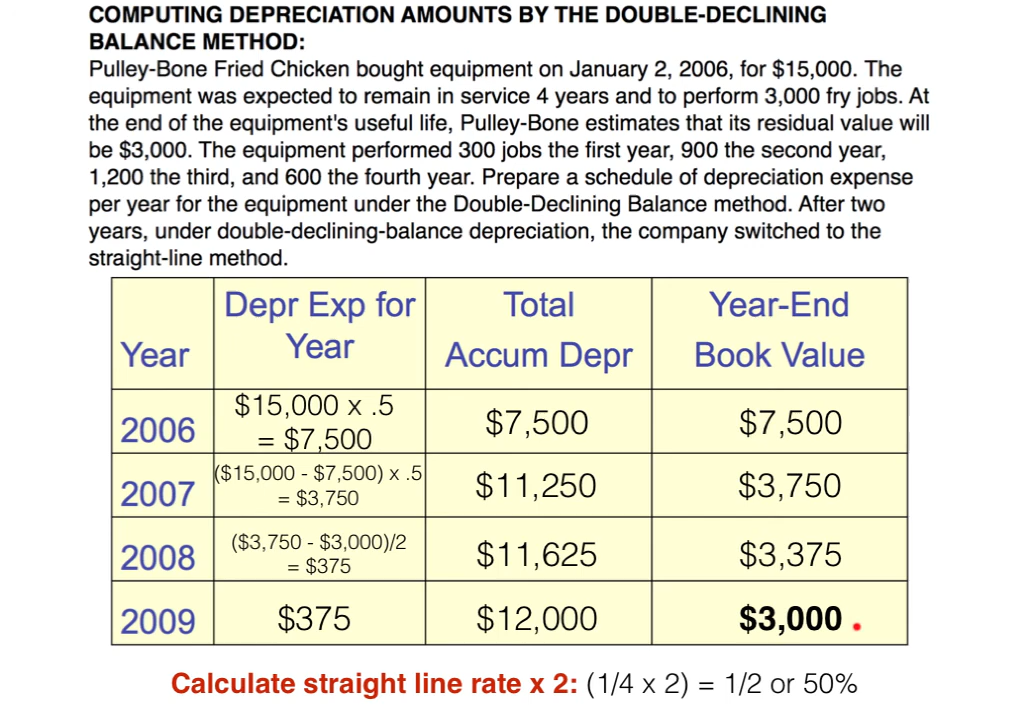 COMPUTING DEPRECIATION AMOUNTS BY THE DOUBLE-DECLINING
BALANCE METHOD:
Pulley-Bone Fried Chicken bought equipment on January 2, 2006, for $15,000. The
equipment was expected to remain in service 4 years and to perform 3,000 fry jobs. At
the end of the equipment's useful life, Pulley-Bone estimates that its residual value will
be $3,000. The equipment performed 300 jobs the first year, 900 the second year,
1,200 the third, and 600 the fourth year. Prepare a schedule of depreciation expense
per year for the equipment under the Double-Declining Balance method. After two
years, under double-declining-balance depreciation, the company switched to the
straight-line method.
Year
Depr Exp for
Year
Total
Accum Depr
Year-End
Book Value
2006
$15,000 x .5
= $7,500
$7,500
$7,500
2007
($15,000 - $7,500) x .5
= $3,750
$11,250
$3,750
2008
($3,750 - $3,000)/2
= $375
$11,625
$3,375
2009
$375
$12,000
$3,000
Calculate straight line rate x 2: (1/4 x 2) = 1/2 or 50%